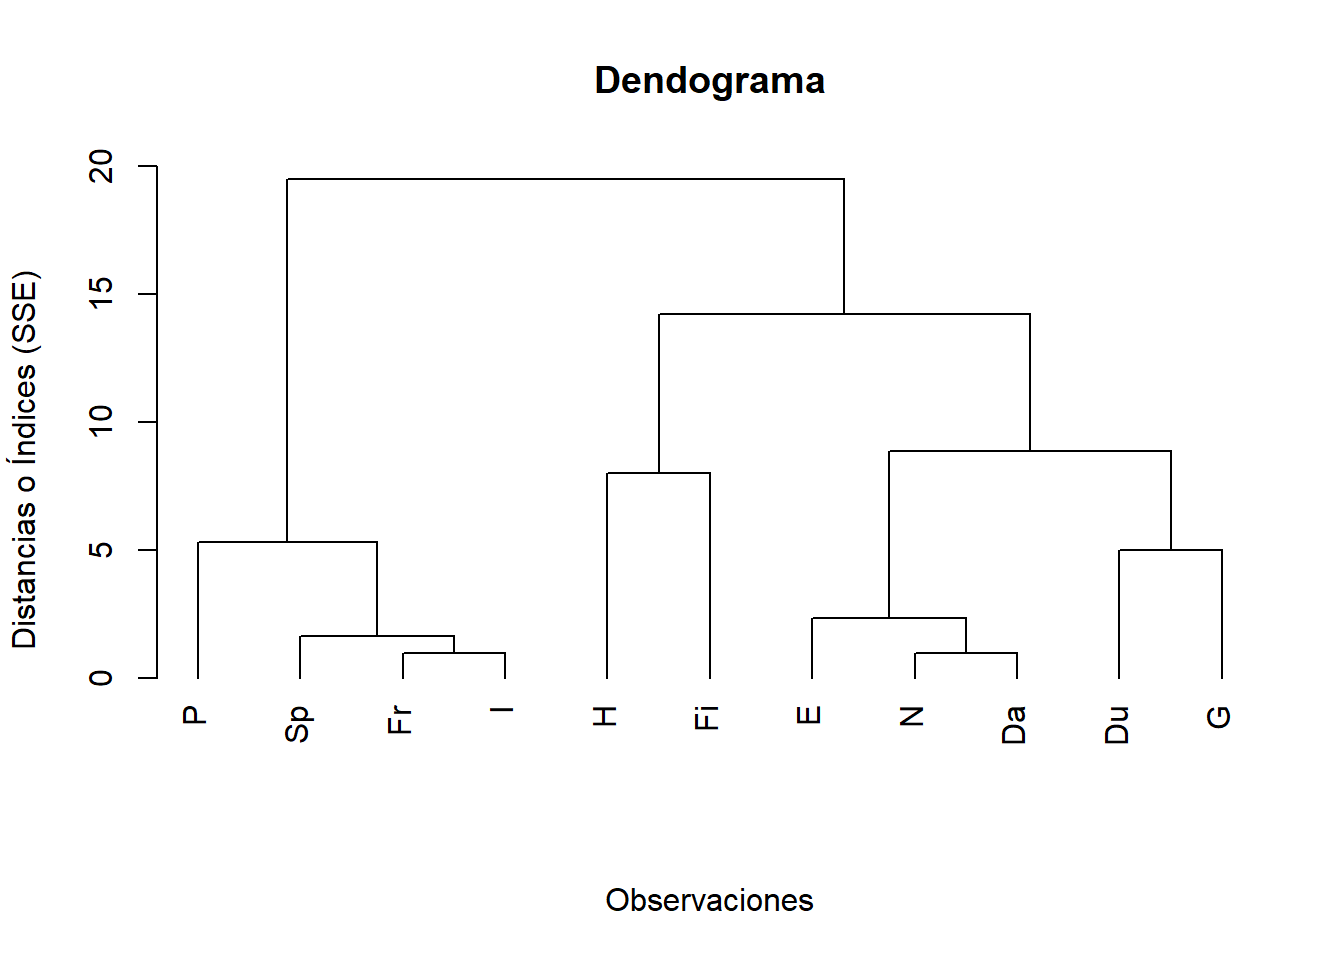 Dendograma
Distancias o Índices (SSE)
20
15
10
5
0
P Sp Fr I H Fi E N Da Du G
Observaciones